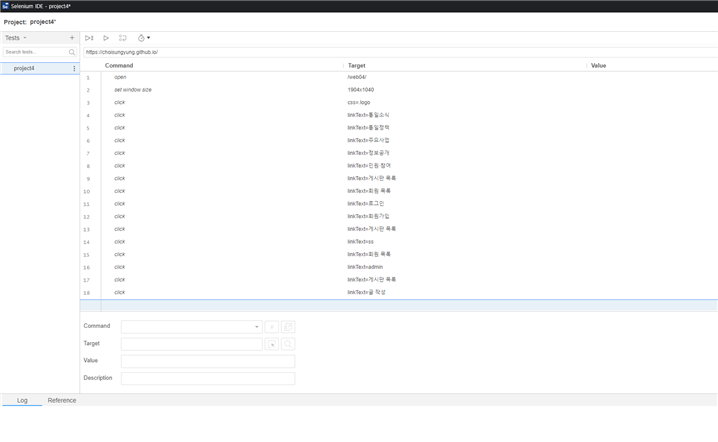 Selenium IDE - project4*
Project: project4*
Tests
Search tests...
project4
https://choisungyung.github.io/
Command Target Value
1 open /web04/
2 set window size 1904x1040
3 click css=.logo
4 click linkText=통일소식
5 click linkText=통일정책
6 click linkText=주요사업
7 click linkText=정보공개
8 click linkText=민원·참여
9 click linkText=게시판 목록
10 click linkText=회원 목록
11 click linkText=로그인
12 click linkText=회원가입
13 click linkText=게시판 목록
14 click linkText=ss
15 click linkText=회원 목록
16 click linkText=admin
17 click linkText=게시판 목록
18 click linkText=글 작성
Command
Target
Value
Description
Log Reference